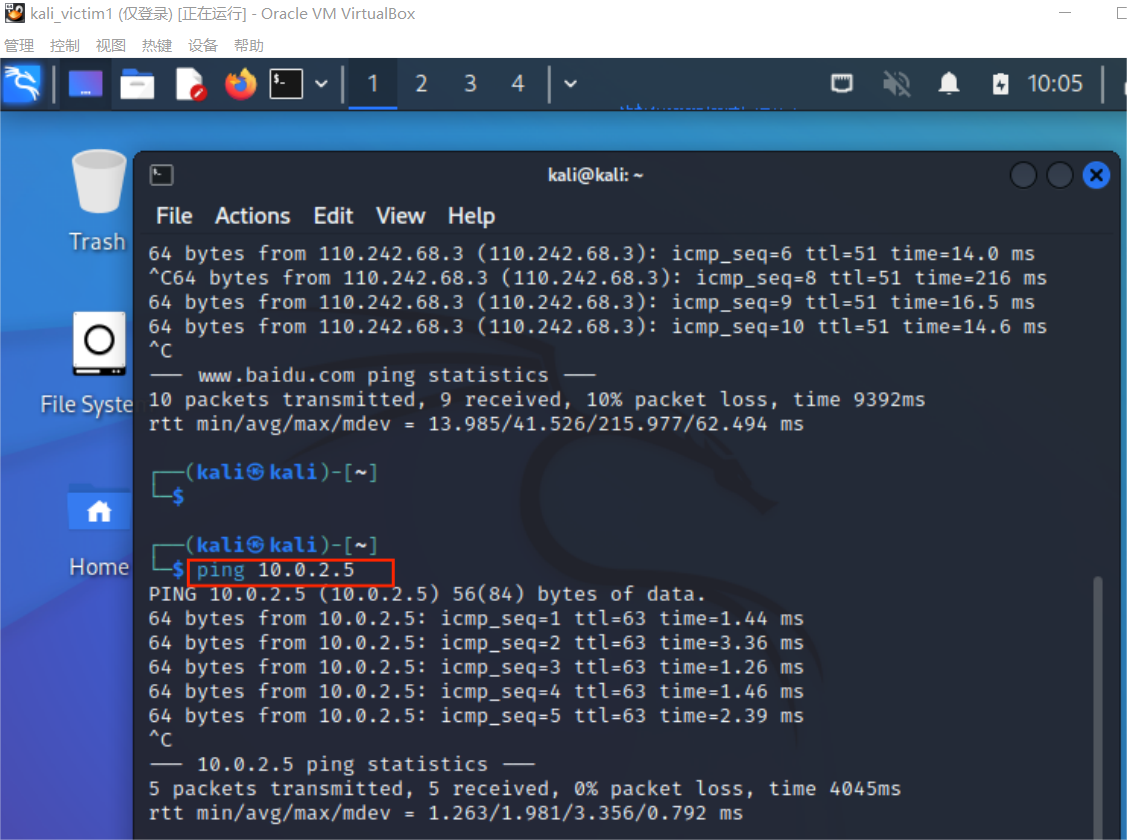 kali_victim1 (仅登录) [正在运行] - Oracle VM VirtualBox
管理 控制 视图 热键 设备 帮助
1 2 3 4 10:05
kali@kali: ~
File Actions Edit View Help
64 bytes from 110.242.68.3 (110.242.68.3): icmp_seq=6 ttl=51 time=14.0 ms
^C64 bytes from 110.242.68.3 (110.242.68.3): icmp_seq=8 ttl=51 time=216 ms
64 bytes from 110.242.68.3 (110.242.68.3): icmp_seq=9 ttl=51 time=16.5 ms
64 bytes from 110.242.68.3 (110.242.68.3): icmp_seq=10 ttl=51 time=14.6 ms
^C
--- www.baidu.com ping statistics ---
10 packets transmitted, 9 received, 10% packet loss, time 9392ms
rtt min/avg/max/mdev = 13.985/41.526/215.977/62.494 ms
┌──(kali㉿kali)-[~]
└─$
┌──(kali㉿kali)-[~]
└─$ ping 10.0.2.5
PING 10.0.2.5 (10.0.2.5) 56(84) bytes of data.
64 bytes from 10.0.2.5: icmp_seq=1 ttl=63 time=1.44 ms
64 bytes from 10.0.2.5: icmp_seq=2 ttl=63 time=3.36 ms
64 bytes from 10.0.2.5: icmp_seq=3 ttl=63 time=1.26 ms
64 bytes from 10.0.2.5: icmp_seq=4 ttl=63 time=1.46 ms
64 bytes from 10.0.2.5: icmp_seq=5 ttl=63 time=2.39 ms
^C
--- 10.0.2.5 ping statistics ---
5 packets transmitted, 5 received, 0% packet loss, time 4045ms
rtt min/avg/max/mdev = 1.263/1.981/3.356/0.792 ms
Trash
File Syste
Home